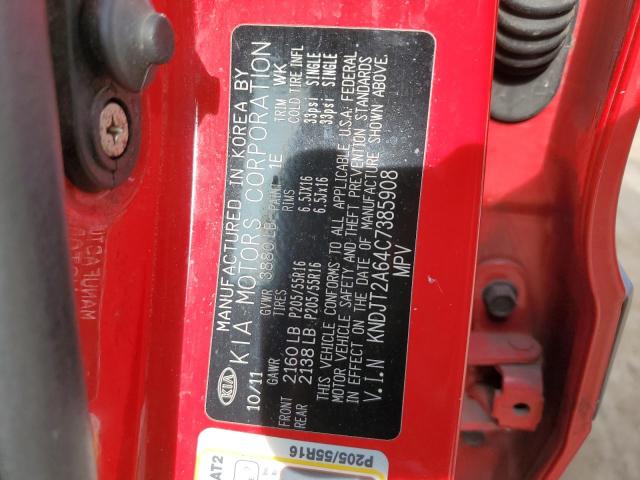 KIA
MANUFACTURED IN KOREA BY
KIA MOTORS CORPORATION
10/11 GVWR 3880 LB PAINT 1E TRIM WK
GAWR TIRES RIMS COLD TIRE INFL
FRONT 2160 LB P205/55R16 6.5JX16 33psi SINGLE
REAR 2138 LB P205/55R16 6.5Jx16 33psi SINGLE
THIS VEHICLE CONFORMS TO ALL APPLICABLE U.S.A. FEDERAL
MOTOR VEHICLE SAFETY AND THEFT PREVENTION STANDARDS
IN EFFECT ON THE DATE OF MANUFACTURE SHOWN ABOVE.
V.I.N KNDJT2A64C7385908
MPV
P205/55R16